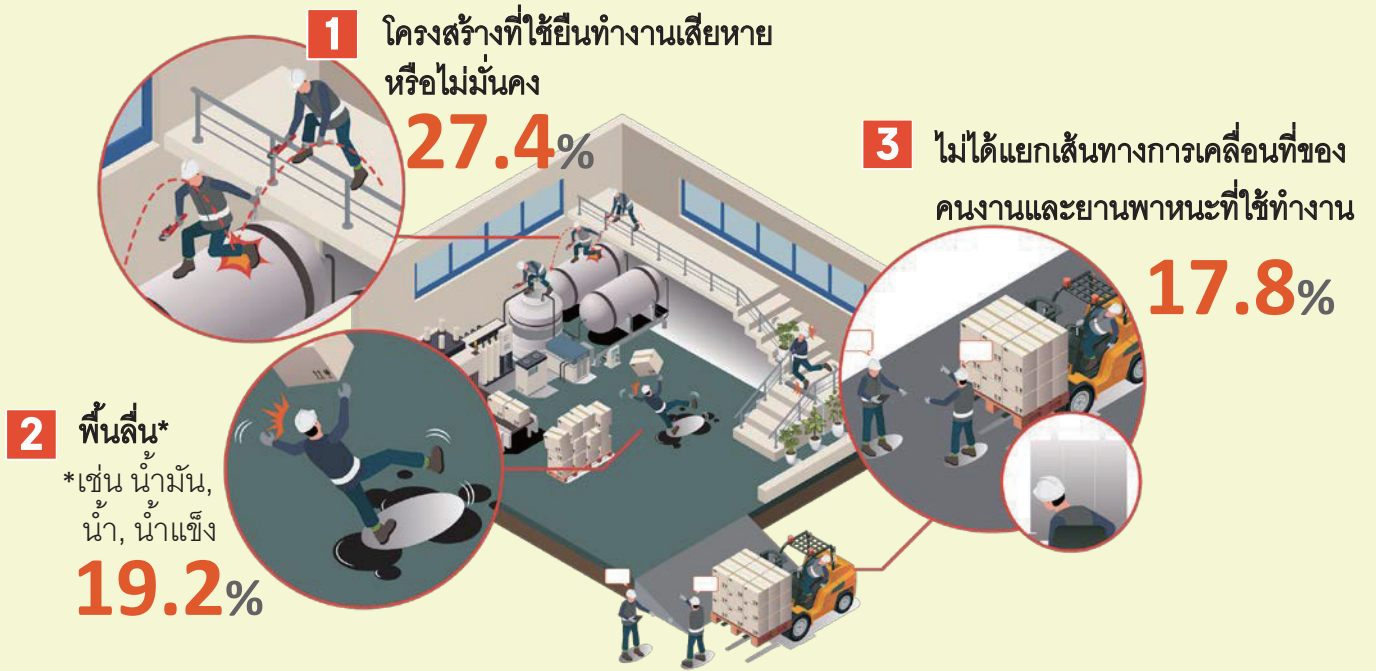 1 โครงสร้างที่ใช้ยืนทำงานเสียหาย
หรือไม่มั่นคง
27.4%
2 พื้นลื่น*
*เช่น น้ำมัน,
น้ำ, น้ำแข็ง
19.2%
3 ไม่ได้แยกเส้นทางการเคลื่อนที่ของ
คนงานและยานพาหนะที่ใช้ทำงาน
17.8%